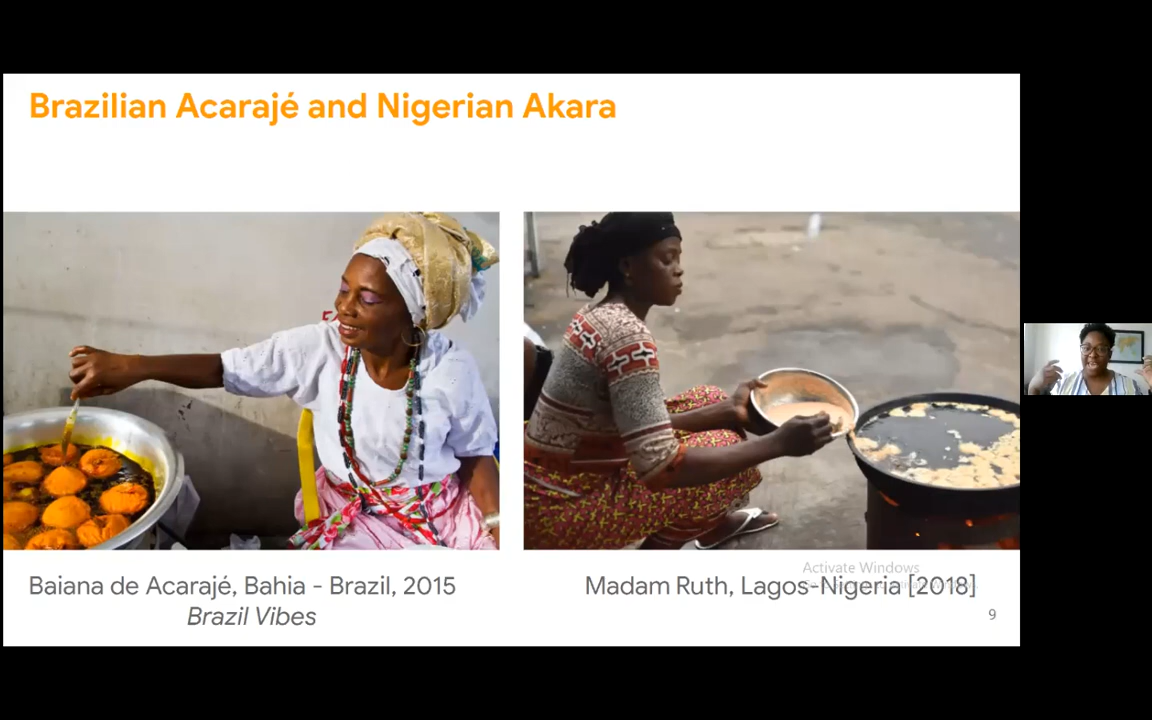 Brazilian Acarajé and Nigerian Akara
Baiana de Acarajé, Bahia - Brazil, 2015
Brazil Vibes
Madam Ruth, Lagos-Nigeria [2018]
Activate Windows
9